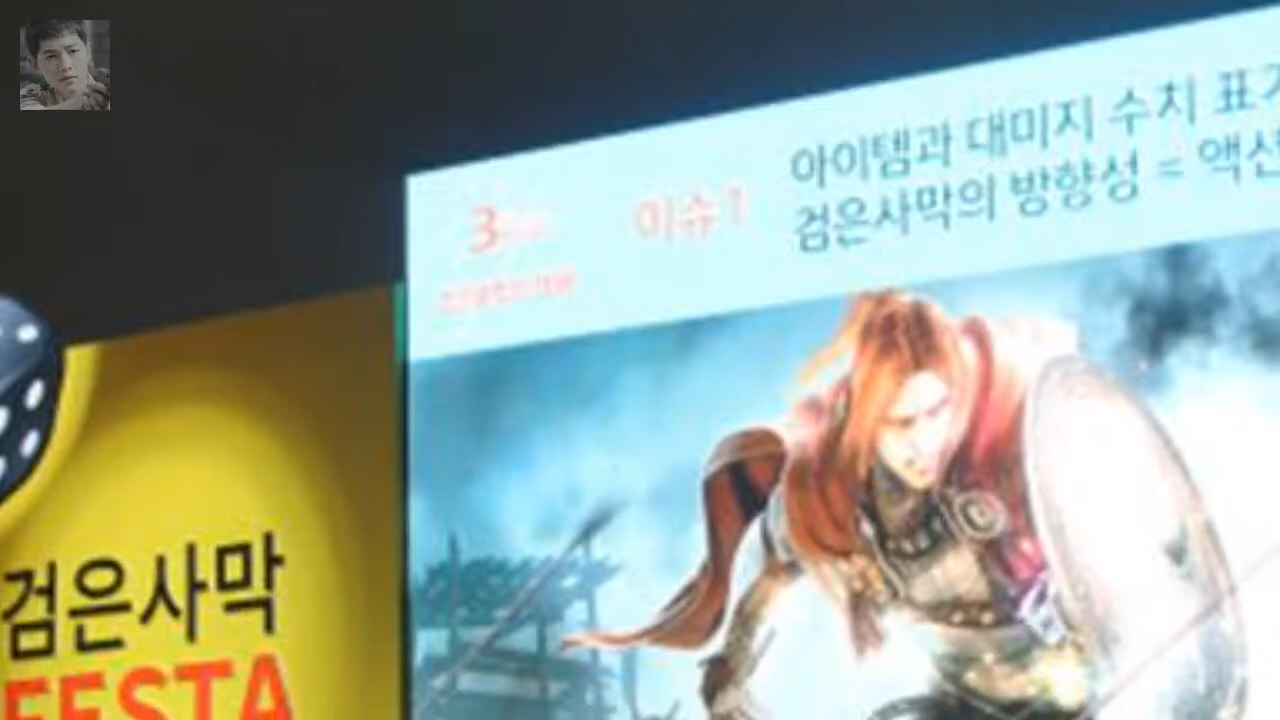 아이템과 대미지 수치 표기
검은사막의 방향성 = 액션
3
이슈 1
검은사막
FESTA